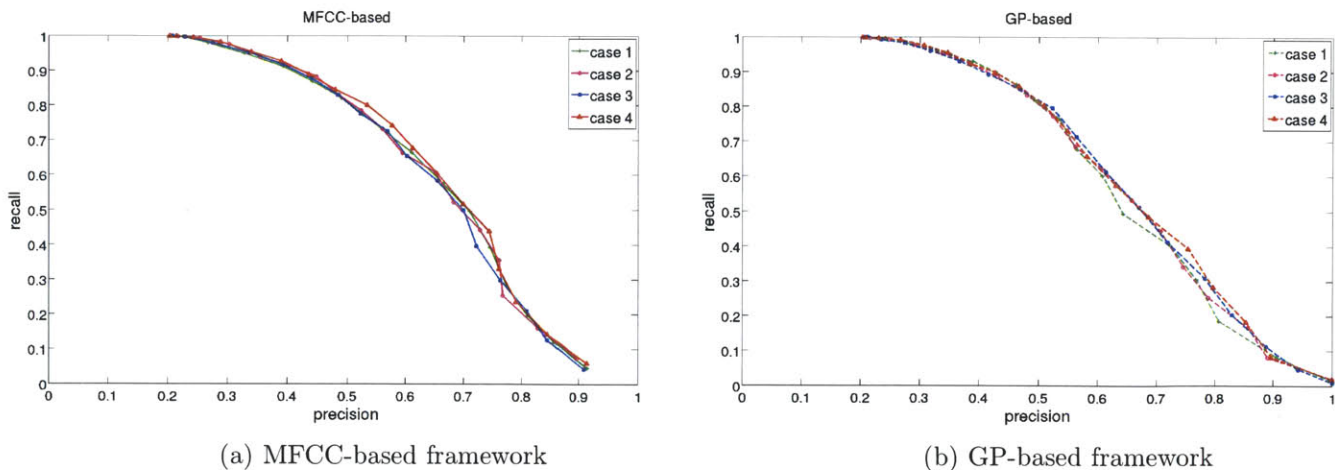 MFCC-based
case 1
case 2
case 3
case 4
1
0.9
0.8
0.7
0.6
0.5
0.4
0.3
0.2
0.1
0
recall
0 0.1 0.2 0.3 0.4 0.5 0.6 0.7 0.8 0.9 1
precision
(a) MFCC-based framework
GP-based
case 1
case 2
case 3
case 4
1
0.9
0.8
0.7
0.6
0.5
0.4
0.3
0.2
0.1
0
recall
0 0.1 0.2 0.3 0.4 0.5 0.6 0.7 0.8 0.9 1
precision
(b) GP-based framework